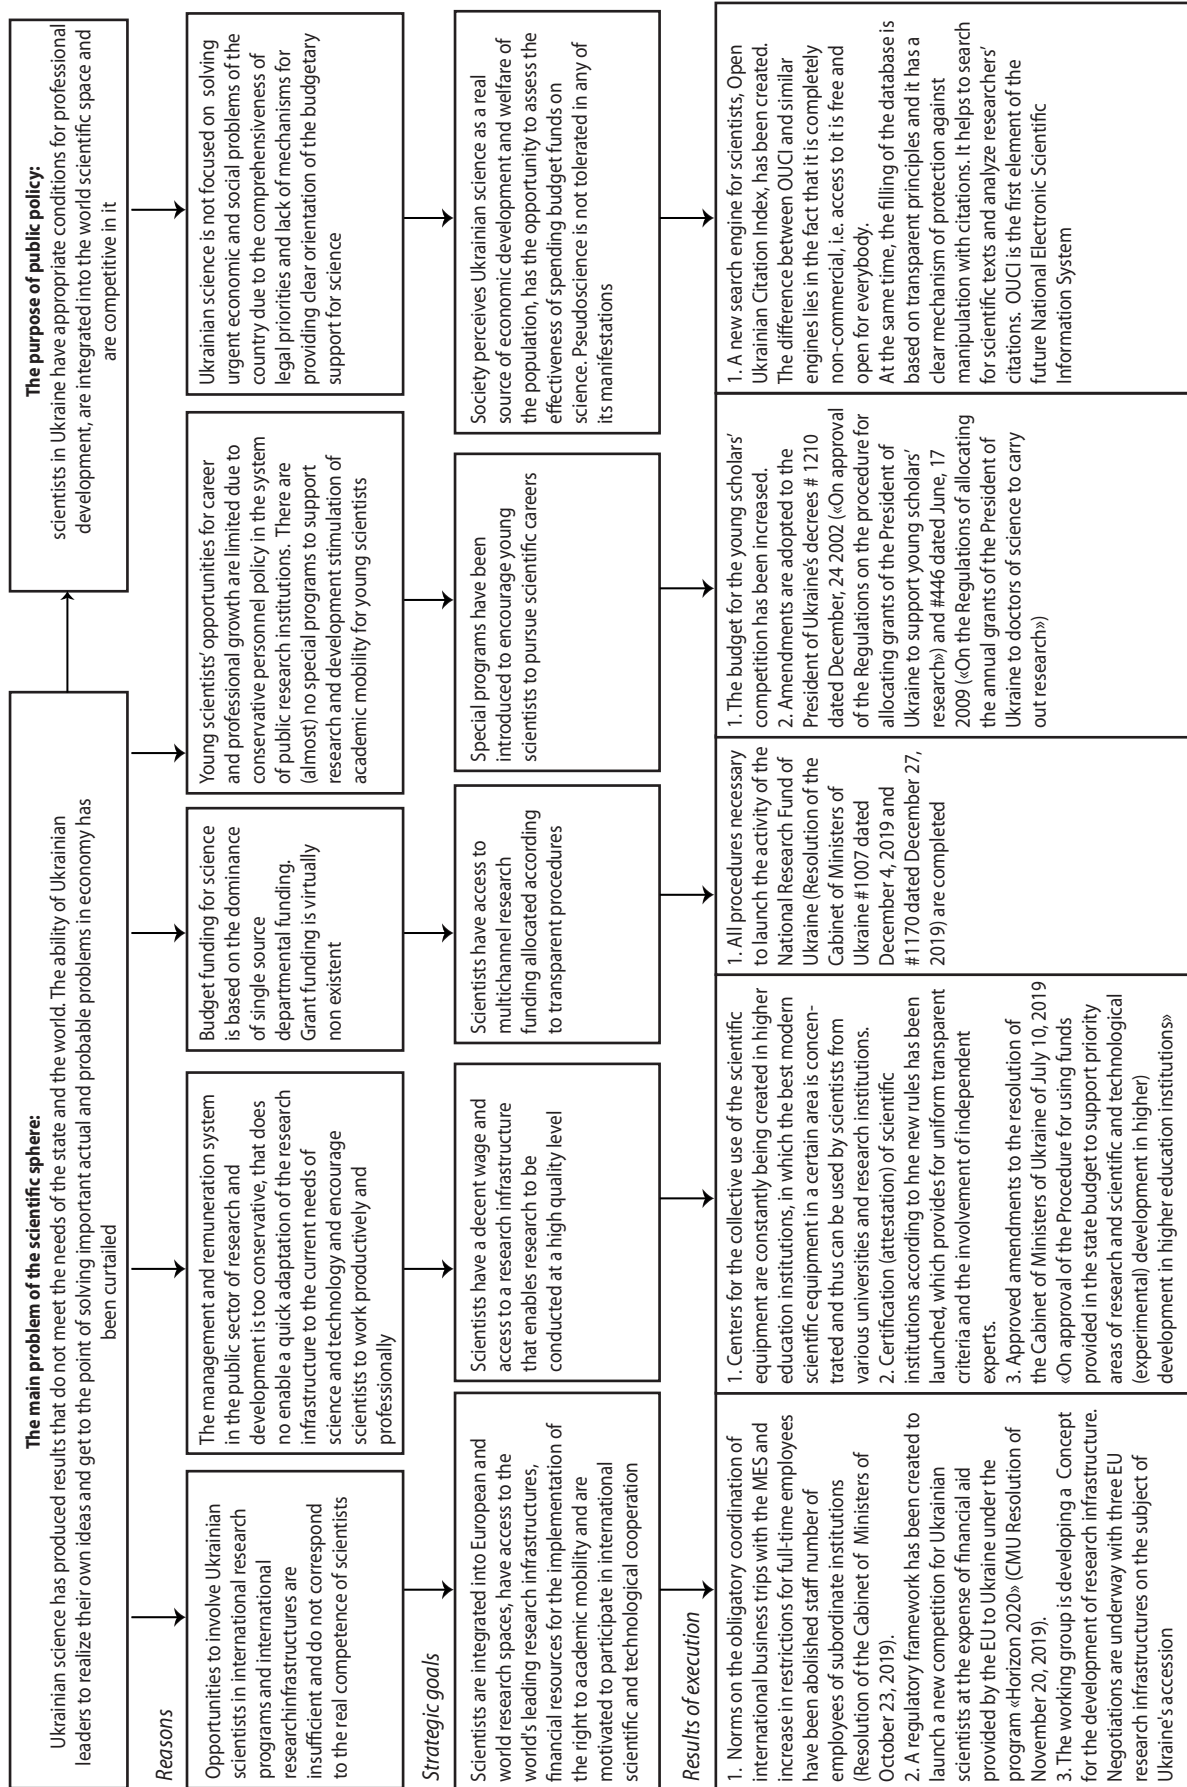 The main problem of the scientific sphere:
Ukrainian science has produced results that do not meet the needs of the state and the world. The ability of Ukrainian
leaders to realize their own ideas and get to the point of solving important actual and probable problems in economy has
been curtailed
The purpose of public policy:
scientists in Ukraine have appropriate conditions for professional
development, are integrated into the world scientific space and
are competitive in it
Reasons
Opportunities to involve Ukrainian
scientists in international research
programs and international
researchinfrastructures are
insufficient and do not correspond
to the real competence of scientists
The management and remuneration system
in the public sector of research and
development is too conservative, that does
no enable a quick adaptation of the research
infrastructure to the current needs of
science and technology and encourage
scientists to work productively and
professionally
Budget funding for science
is based on the dominance
of single source
departmental funding.
Grant funding is virtually
non existent
Young scientists' opportunities for career
and professional growth are limited due to
conservative personnel policy in the system
of public research institutions. There are
(almost) no special programs to support
research and development stimulation of
academic mobility for young scientists
Ukrainian science is not focused on solving
urgent economic and social problems of the
country due to the comprehensiveness of
legal priorities and lack of mechanisms for
providing clear orientation of the budgetary
support for science
Strategic goals
Scientists are integrated into European and
world research spaces, have access to the
world's leading research infrastructures,
financial resources for the implementation of
the right to academic mobility and are
motivated to participate in international
scientific and technological cooperation
Scientists have a decent wage and
access to a research infrastructure
that enables research to be
conducted at a high quality level
Scientists have access to
multichannel research
funding allocated according
to transparent procedures
Special programs have been
introduced to encourage young
scientists to pursue scientific careers
Society perceives Ukrainian science as a real
source of economic development and welfare of
the population, has the opportunity to assess the
effectiveness of spending budget funds on
science. Pseudoscience is not tolerated in any of
its manifestations
Results of execution
1. Norms on the obligatory coordination of
international business trips with the MES and
increase in restrictions for full-time employees
have been abolished staff number of
employees of subordinate institutions
(Resolution of the Cabinet of Ministers of
October 23, 2019).
2. A regulatory framework has been created to
launch a new competition for Ukrainian
scientists at the expense of financial aid
provided by the EU to Ukraine under the
program «Horizon 2020» (CMU Resolution of
November 20, 2019).
3. The working group is developing a Concept
for the development of research infrastructure.
Negotiations are underway with three EU
research infrastructures on the subject of
Ukraine's accession
1. Centers for the collective use of the scientific
equipment are constantly being created in higher
education institutions, in which the best modern
scientific equipment in a certain area is concen-
trated and thus can be used by scientists from
various universities and research institutions.
2. Certification (attestation) of scientific
institutions according to hne new rules has been
launched, which provides for uniform transparent
criteria and the involvement of independent
experts.
3. Approved amendments to the resolution of
the Cabinet of Ministers of Ukraine of July 10, 2019
«On approval of the Procedure for using funds
provided in the state budget to support priority
areas of research and scientific and technological
(experimental) development in higher)
development in higher education institutions»
1. All procedures necessary
to launch the activity of the
National Research Fund of
Ukraine (Resolution of the
Cabinet of Ministers of
Ukraine #1007 dated
December 4, 2019 and
#1170 dated December 27,
2019) are completed
1. The budget for the young scholars'
competition has been increased.
2. Amendments are adopted to the
President of Ukraine's decrees # 1210
dated December, 24 2002 («On approval
of the Regulations on the procedure for
allocating grants of the President of
Ukraine to support young scholars'
research») and #446 dated June, 17
2009 («On the Regulations of allocating
the annual grants of the President of
Ukraine to doctors of science to carry
out research»)
1. A new search engine for scientists, Open
Ukrainian Citation Index, has been created.
The difference between OUCI and similar
engines lies in the fact that it is completely
non-commercial, i.e. access to it is free and
open for everybody.
At the same time, the filling of the database is
based on transparent principles and it has a
clear mechanism of protection against
manipulation with citations. It helps to search
for scientific texts and analyze researchers'
citations. OUCI is the first element of the
future National Electronic Scientific
Information System